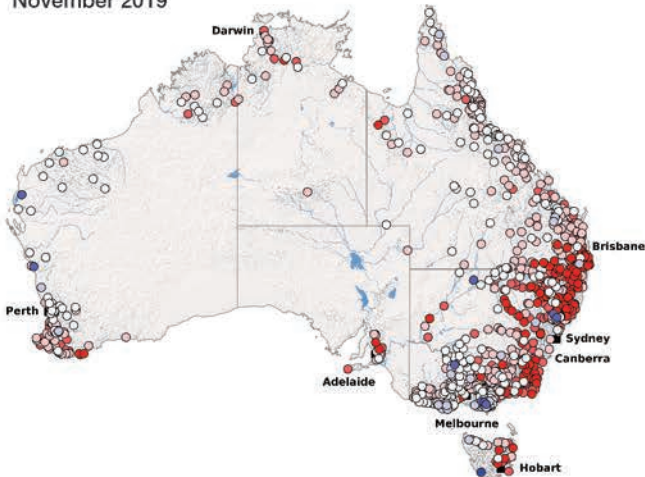 November 2019
Darwin
Brisbane
Perth
Sydney
Canberra
Adelaide
Melbourne
Hobart